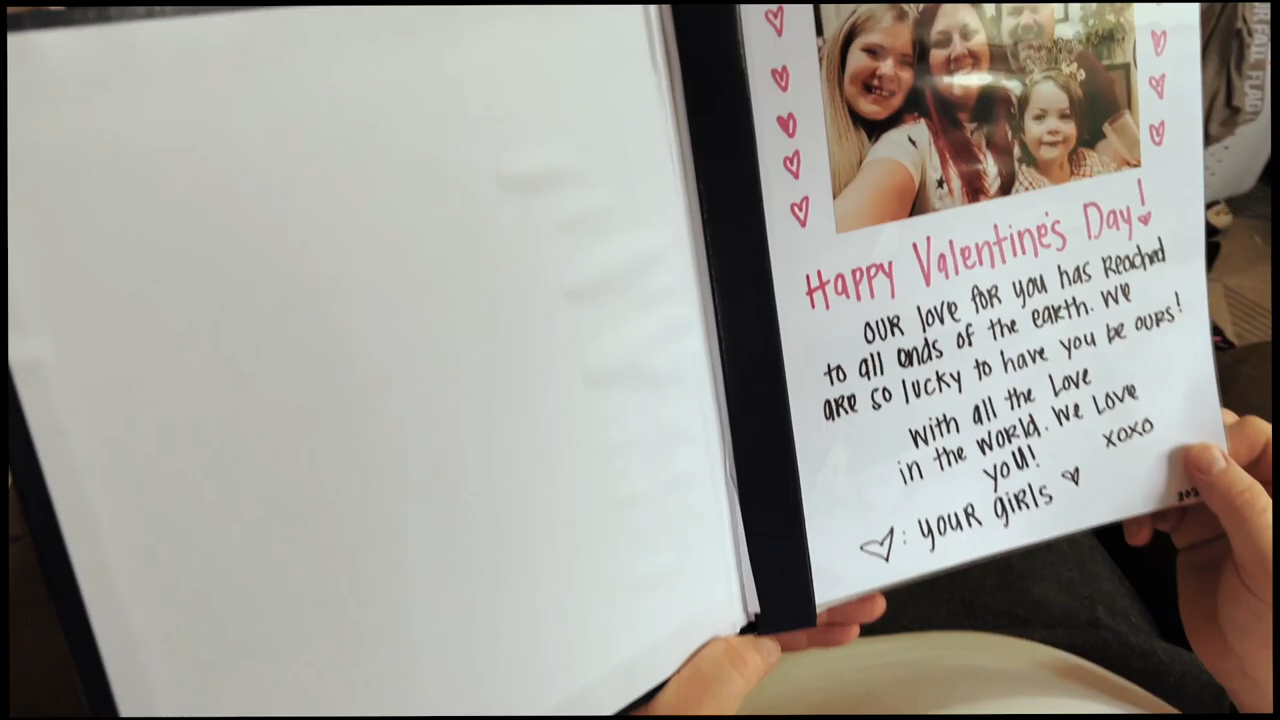 Happy Valentine's Day!
OUR love for you has reached
to all ends of the earth. We
are so lucky to have you be ours!
With all the Love
in the world. We Love
you!
xoxo
♡: your girls ♡